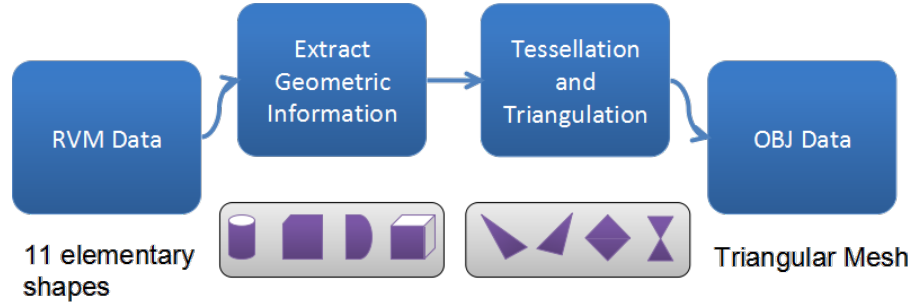 RVM Data
Extract
Geometric
Information
Tessellation
and
Triangulation
OBJ Data
11 elementary
shapes
Triangular Mesh